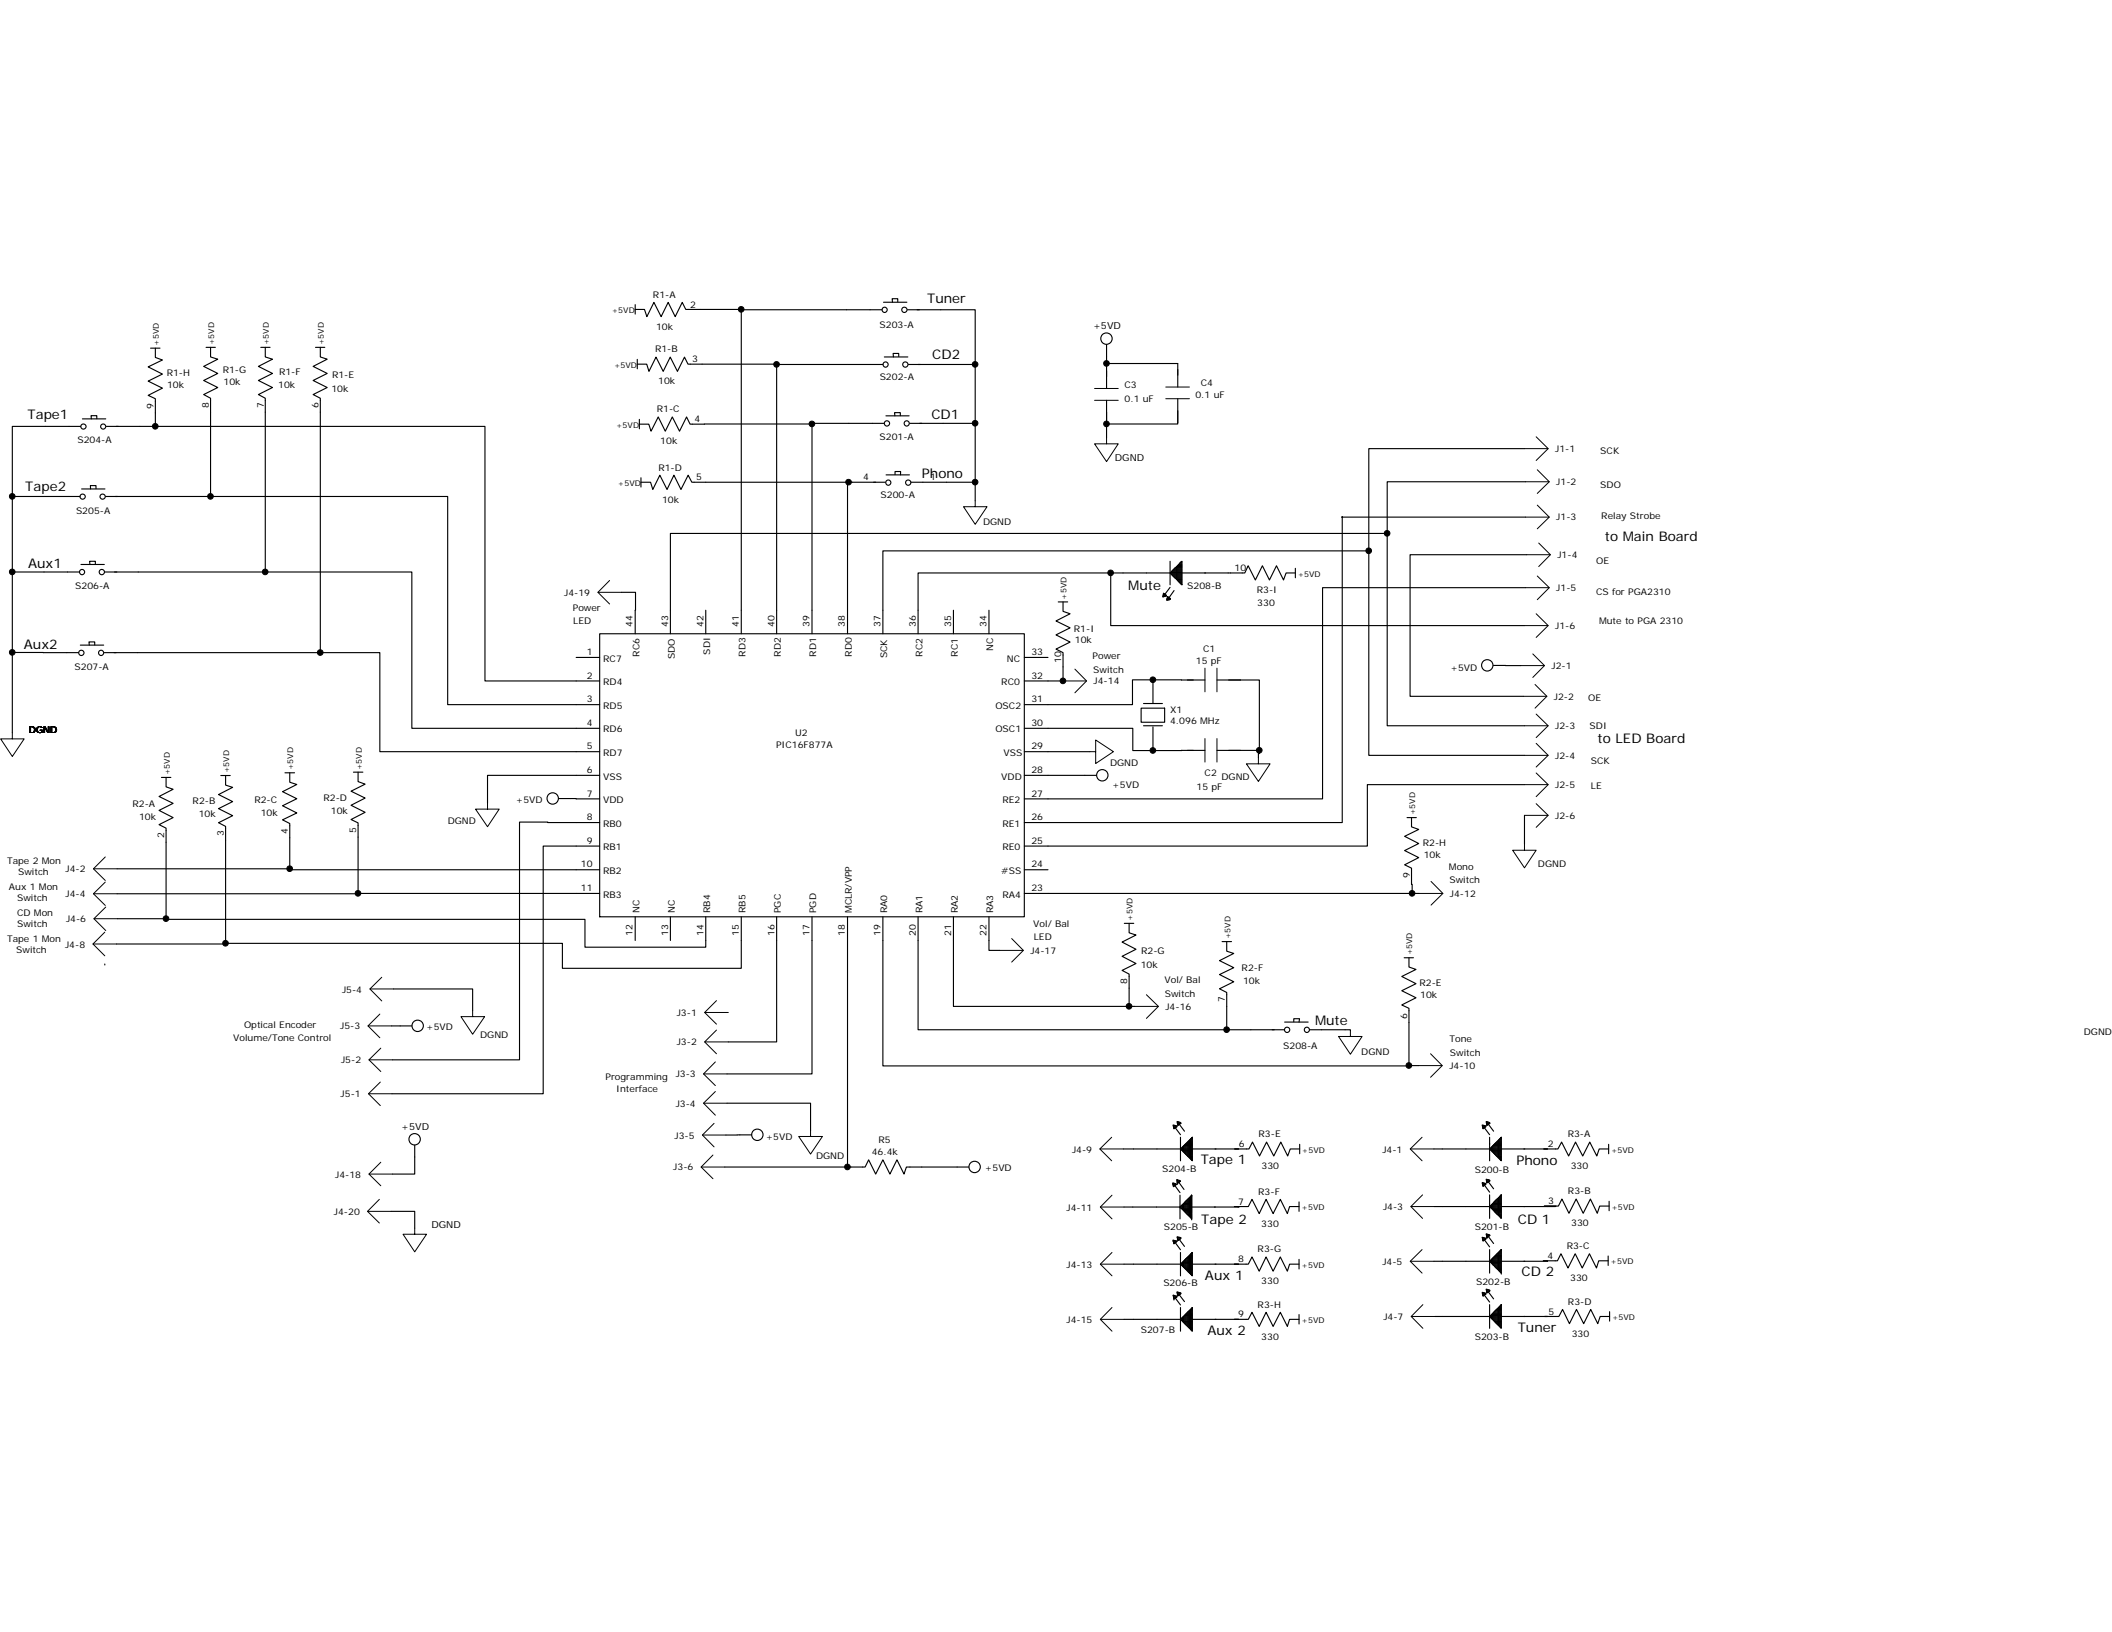 R1-A
+5VD
2
10k
Tuner
S203-A
R1-B
+5VD
3
10k
CD2
S202-A
R1-C
+5VD
4
10k
CD1
S201-A
R1-D
+5VD
5
10k
4
Phono
1
S200-A
DGND
+5VD
C3
0.1 uF
C4
0.1 uF
DGND
+5VD
R1-H
10k
9
+5VD
R1-G
10k
8
+5VD
R1-F
10k
7
+5VD
R1-E
10k
6
Tape1
S204-A
Tape2
S205-A
Aux1
S206-A
Aux2
S207-A
DGND
J1-1
SCK
J1-2
SDO
J1-3
Relay Strobe
to Main Board
J1-4
OE
J1-5
CS for PGA2310
J1-6
Mute to PGA 2310
+5VD
J2-1
J2-2
OE
J2-3
SDI
to LED Board
J2-4
SCK
J2-5
LE
J2-6
DGND
Mute
S208-B
10
R3-I
330
+5VD
J4-19
Power
LED
+5VD
R1-I
10k
10
Power
Switch
J4-14
C1
15 pF
X1
4.096 MHz
C2
15 pF
DGND
DGND
+5VD
44
43
42
41
40
39
38
37
36
35
34
RC6
SDO
SDI
RD3
RD2
RD1
RD0
SCK
RC2
RC1
NC
1
RC7
2
RD4
3
RD5
4
RD6
5
RD7
6
VSS
7
VDD
8
RB0
9
RB1
10
RB2
11
RB3
U2
PIC16F877A
NC
33
RC0
32
OSC2
31
OSC1
30
VSS
29
VDD
28
RE2
27
RE1
26
RE0
25
#SS
24
RA4
23
NC
NC
RB4
RB5
PGC
PGD
MCLR/VPP
RA0
RA1
RA2
RA3
12
13
14
15
16
17
18
19
20
21
22
DGND
+5VD
+5VD
R2-A
10k
2
+5VD
R2-B
10k
3
+5VD
R2-C
10k
4
+5VD
R2-D
10k
5
Tape 2 Mon
Switch
J4-2
Aux 1 Mon
Switch
J4-4
CD Mon
Switch
J4-6
Tape 1 Mon
Switch
J4-8
+5VD
R2-H
10k
9
Mono
Switch
J4-12
Vol/ Bal
LED
J4-17
+5VD
R2-G
10k
8
Vol/ Bal
Switch
J4-16
+5VD
R2-F
10k
7
Mute
S208-A
DGND
+5VD
R2-E
10k
6
Tone
Switch
J4-10
DGND
J5-4
DGND
Optical Encoder
Volume/Tone Control
J5-3
+5VD
J5-2
J5-1
+5VD
J4-18
J4-20
DGND
J3-1
J3-2
Programming
Interface
J3-3
J3-4
DGND
J3-5
+5VD
J3-6
R5
46.4k
+5VD
J4-9
S204-B
Tape 1
6
R3-E
330
+5VD
J4-11
S205-B
Tape 2
7
R3-F
330
+5VD
J4-13
S206-B
Aux 1
8
R3-G
330
+5VD
J4-15
S207-B
Aux 2
9
R3-H
330
+5VD
J4-1
S200-B
Phono
2
R3-A
330
+5VD
J4-3
S201-B
CD 1
3
R3-B
330
+5VD
J4-5
S202-B
CD 2
4
R3-C
330
+5VD
J4-7
S203-B
Tuner
5
R3-D
330
+5VD